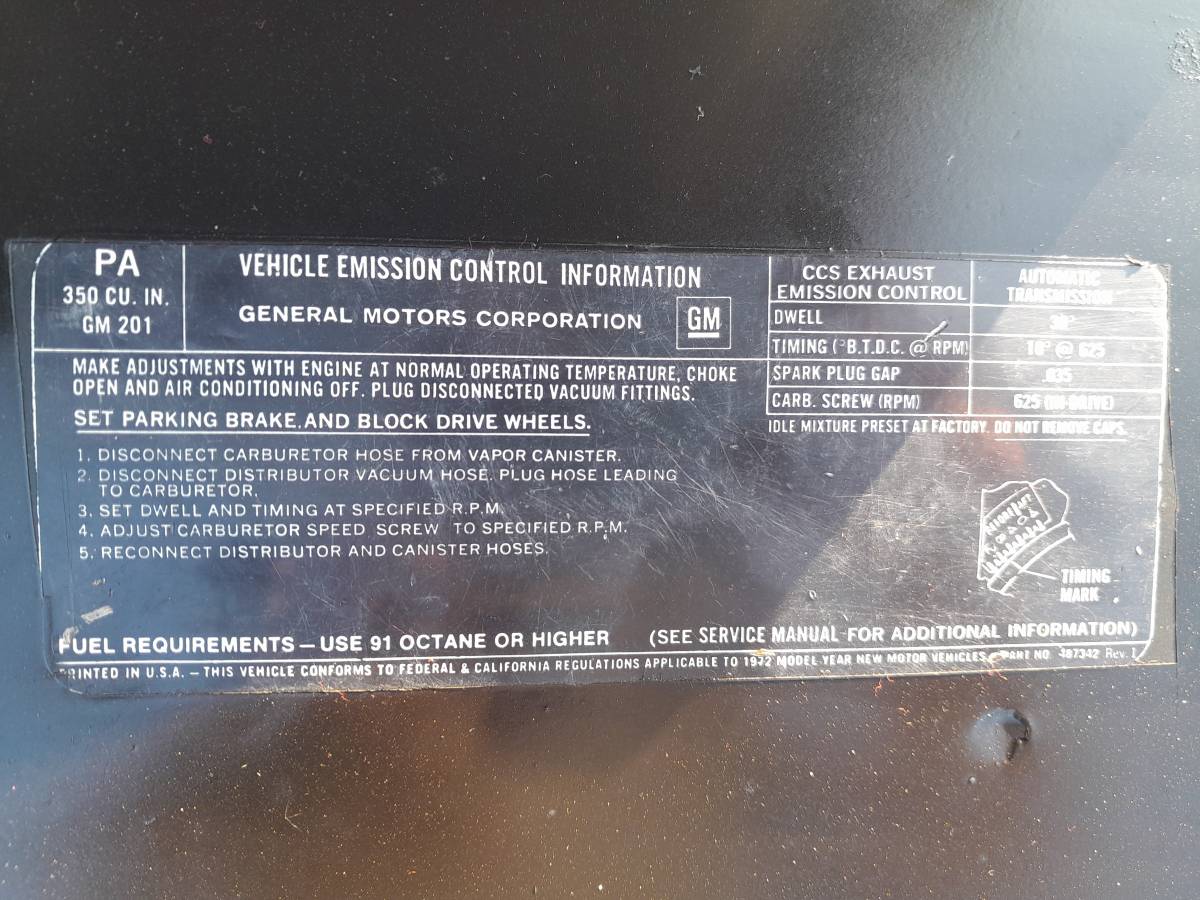 PA
350 CU. IN.
GM 201
VEHICLE EMISSION CONTROL INFORMATION
GENERAL MOTORS CORPORATION
GM
CCS EXHAUST EMISSION CONTROL AUTOMATIC TRANSMISSION
DWELL 30°
TIMING (°B.T.D.C. @ RPM) @ 625
SPARK PLUG GAP .035
CARB. SCREW (RPM) 625 (IN DRIVE)
IDLE MIXTURE PRESET AT FACTORY. DO NOT REMOVE CAPS.
MAKE ADJUSTMENTS WITH ENGINE AT NORMAL OPERATING TEMPERATURE, CHOKE
OPEN AND AIR CONDITIONING OFF. PLUG DISCONNECTED VACUUM FITTINGS.
SET PARKING BRAKE AND BLOCK DRIVE WHEELS.
1. DISCONNECT CARBURETOR HOSE FROM VAPOR CANISTER.
2. DISCONNECT DISTRIBUTOR VACUUM HOSE. PLUG HOSE LEADING
TO CARBURETOR.
3. SET DWELL AND TIMING AT SPECIFIED R.P.M.
4. ADJUST CARBURETOR SPEED SCREW TO SPECIFIED R.P.M.
5. RECONNECT DISTRIBUTOR AND CANISTER HOSES.
TIMING
MARK
FUEL REQUIREMENTS — USE 91 OCTANE OR HIGHER (SEE SERVICE MANUAL FOR ADDITIONAL INFORMATION)
PRINTED IN U.S.A. — THIS VEHICLE CONFORMS TO FEDERAL & CALIFORNIA REGULATIONS APPLICABLE TO 1972 MODEL YEAR NEW MOTOR VEHICLES PART NO. Rev. 1